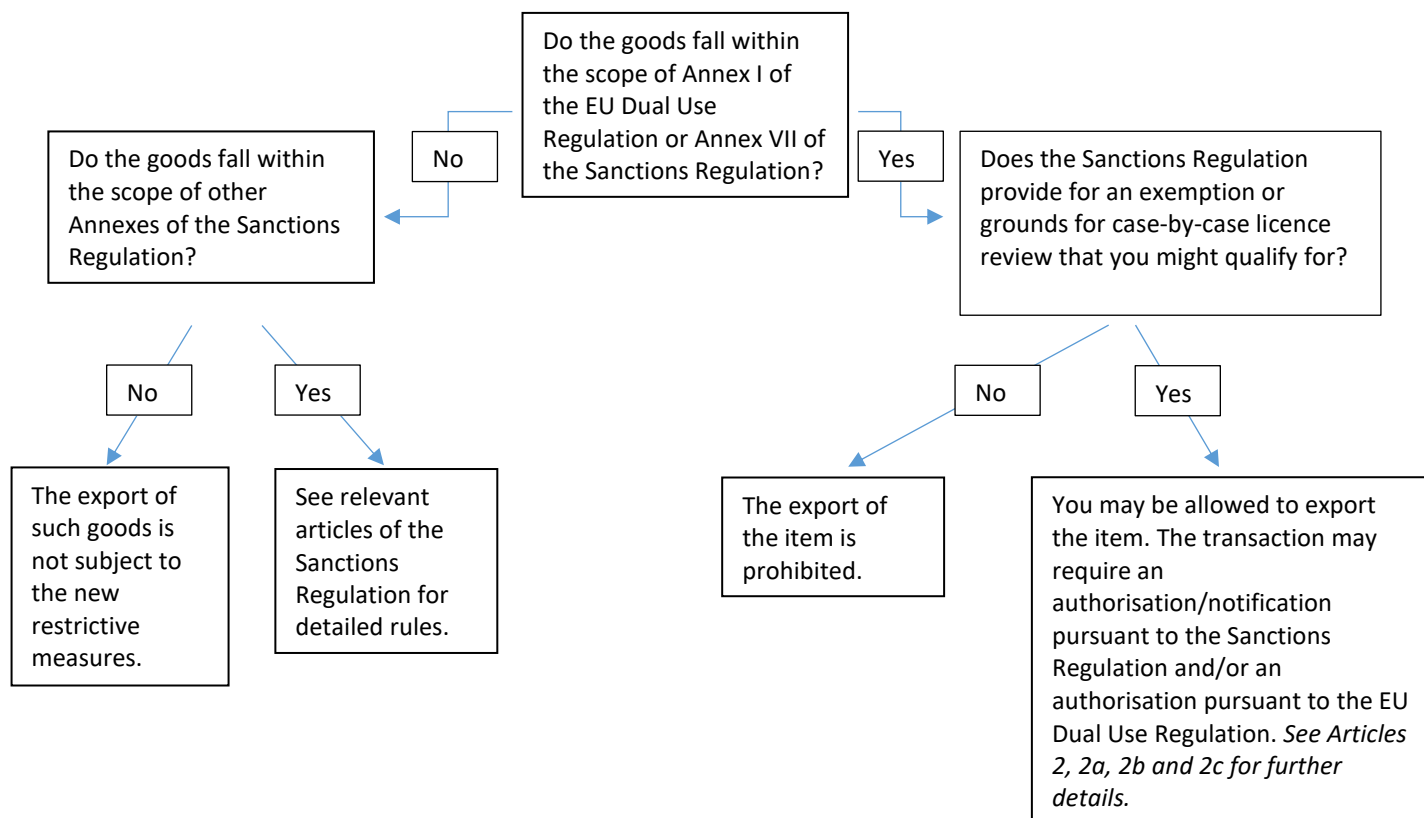 Do the goods fall within
the scope of Annex I of
the EU Dual Use
Regulation or Annex VII of
the Sanctions Regulation?
No
Yes
Do the goods fall within
the scope of other
Annexes of the Sanctions
Regulation?
Does the Sanctions Regulation
provide for an exemption or
grounds for case-by-case licence
review that you might qualify for?
No
Yes
No
Yes
The export of
such goods is
not subject to
the new
restrictive
measures.
See relevant
articles of the
Sanctions
Regulation for
detailed rules.
The export of
the item is
prohibited.
You may be allowed to export
the item. The transaction may
require an
authorisation/notification
pursuant to the Sanctions
Regulation and/or an
authorisation pursuant to the EU
Dual Use Regulation. See Articles
2, 2a, 2b and 2c for further
details.